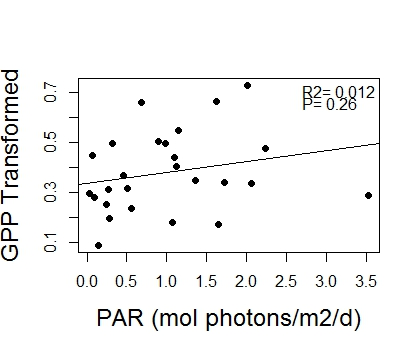 R2= 0.012
P= 0.26
0.7
0.5
0.3
0.1
GPP Transformed
0.0 0.5 1.0 1.5 2.0 2.5 3.0 3.5
PAR (mol photons/m2/d)